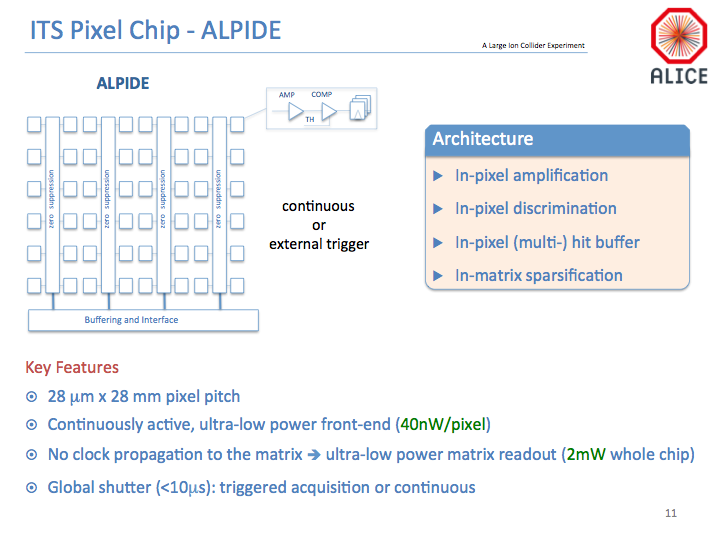 ITS Pixel Chip - ALPIDE
A Large Ion Collider Experiment
ALICE
ALPIDE
AMP COMP
TH
zero suppression
zero suppression
zero suppression
zero suppression
Buffering and Interface
continuous
or
external trigger
Architecture
▶ In-pixel amplification
▶ In-pixel discrimination
▶ In-pixel (multi-) hit buffer
▶ In-matrix sparsification
Key Features
28 µm x 28 mm pixel pitch
Continuously active, ultra-low power front-end (40nW/pixel)
No clock propagation to the matrix ➔ ultra-low power matrix readout (2mW whole chip)
Global shutter (<10µs): triggered acquisition or continuous
11